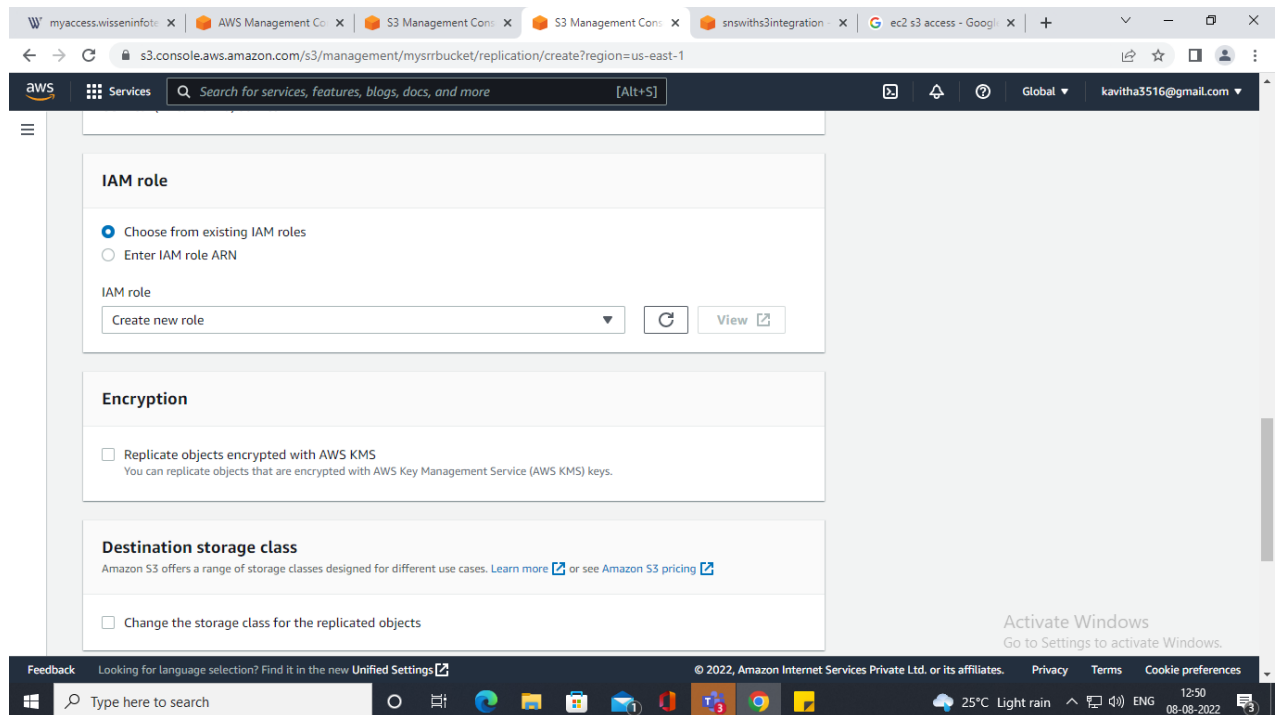 myaccess.wisseninfote
AWS Management Co
S3 Management Cons
S3 Management Cons
snswiths3integration -
ec2 s3 access - Googl
s3.console.aws.amazon.com/s3/management/mysrrbucket/replication/create?region=us-east-1
aws Services Search for services, features, blogs, docs, and more [Alt+S] Global kavitha3516@gmail.com
IAM role
Choose from existing IAM roles
Enter IAM role ARN
IAM role
Create new role View
Encryption
Replicate objects encrypted with AWS KMS
You can replicate objects that are encrypted with AWS Key Management Service (AWS KMS) keys.
Destination storage class
Amazon S3 offers a range of storage classes designed for different use cases. Learn more or see Amazon S3 pricing
Change the storage class for the replicated objects
Activate Windows
Go to Settings to activate Windows.
Feedback Looking for language selection? Find it in the new Unified Settings © 2022, Amazon Internet Services Private Ltd. or its affiliates. Privacy Terms Cookie preferences
Type here to search 1 3 25°C Light rain ENG 12:50
08-08-2022 3